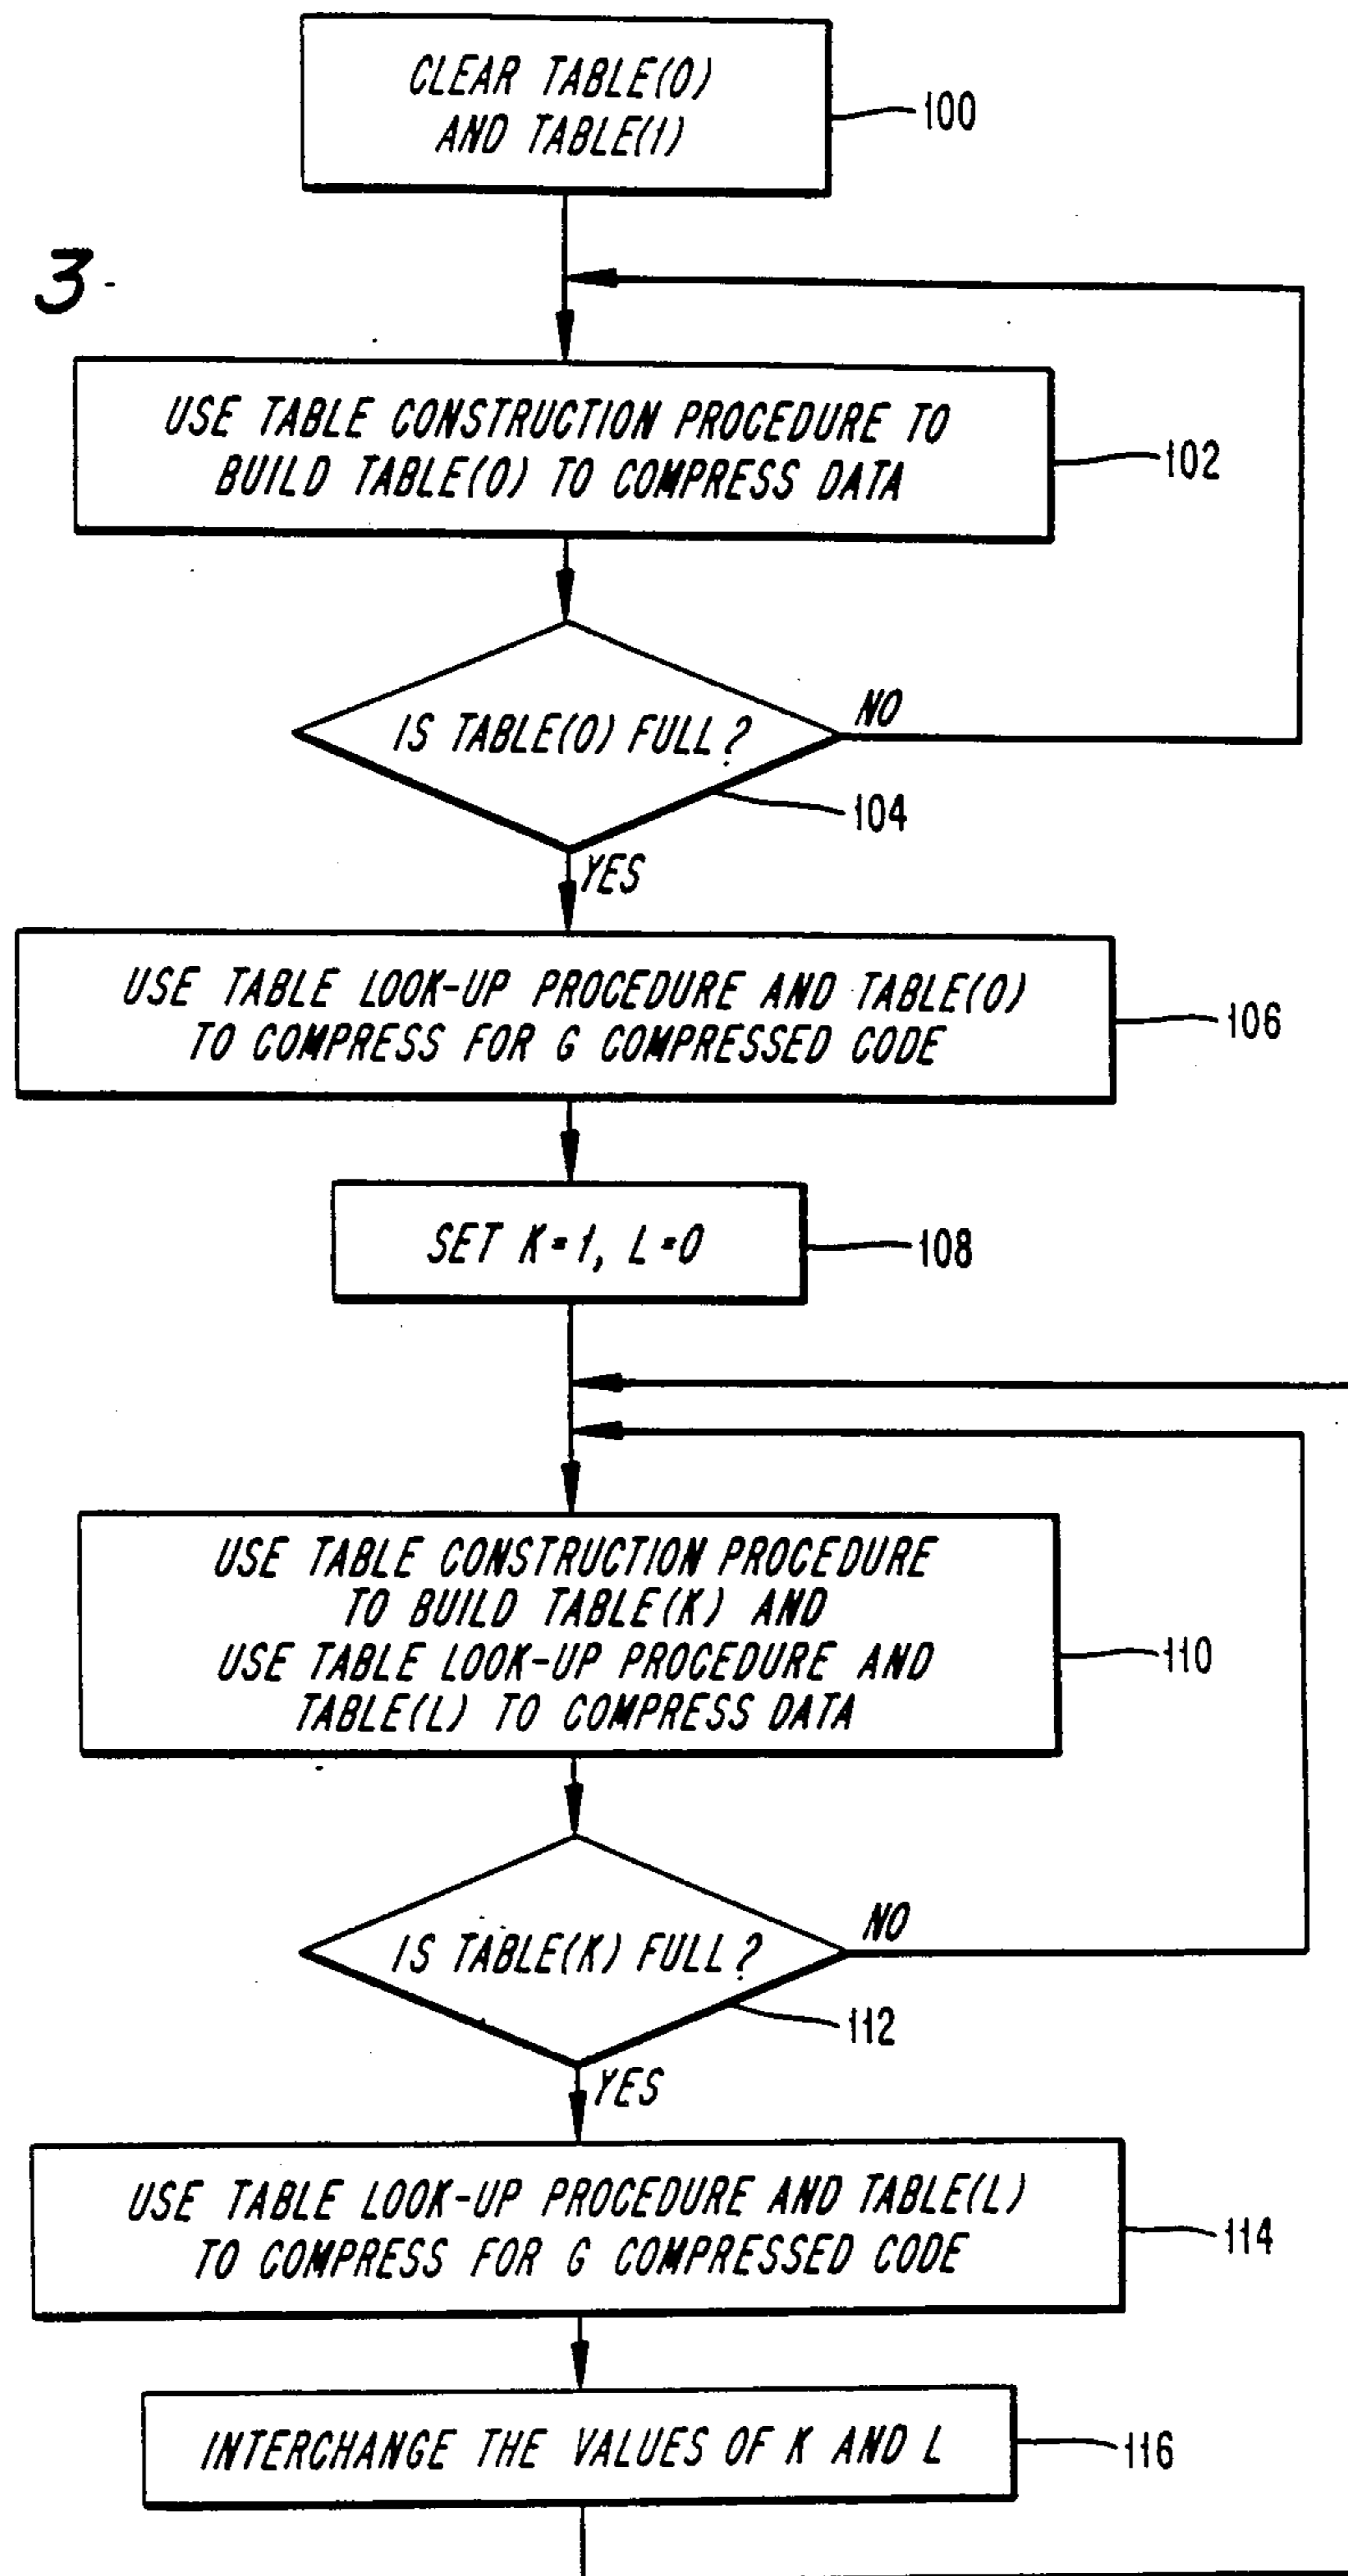 CLEAR TABLE(0)
AND TABLE(1)
100
3
USE TABLE CONSTRUCTION PROCEDURE TO
BUILD TABLE(0) TO COMPRESS DATA
102
IS TABLE(0) FULL?
NO
104
YES
USE TABLE LOOK-UP PROCEDURE AND TABLE(0)
TO COMPRESS FOR G COMPRESSED CODE
106
SET K=1, L=0
108
USE TABLE CONSTRUCTION PROCEDURE
TO BUILD TABLE(K) AND
USE TABLE LOOK-UP PROCEDURE AND
TABLE(L) TO COMPRESS DATA
110
IS TABLE(K) FULL?
NO
112
YES
USE TABLE LOOK-UP PROCEDURE AND TABLE(L)
TO COMPRESS FOR G COMPRESSED CODE
114
INTERCHANGE THE VALUES OF K AND L
116